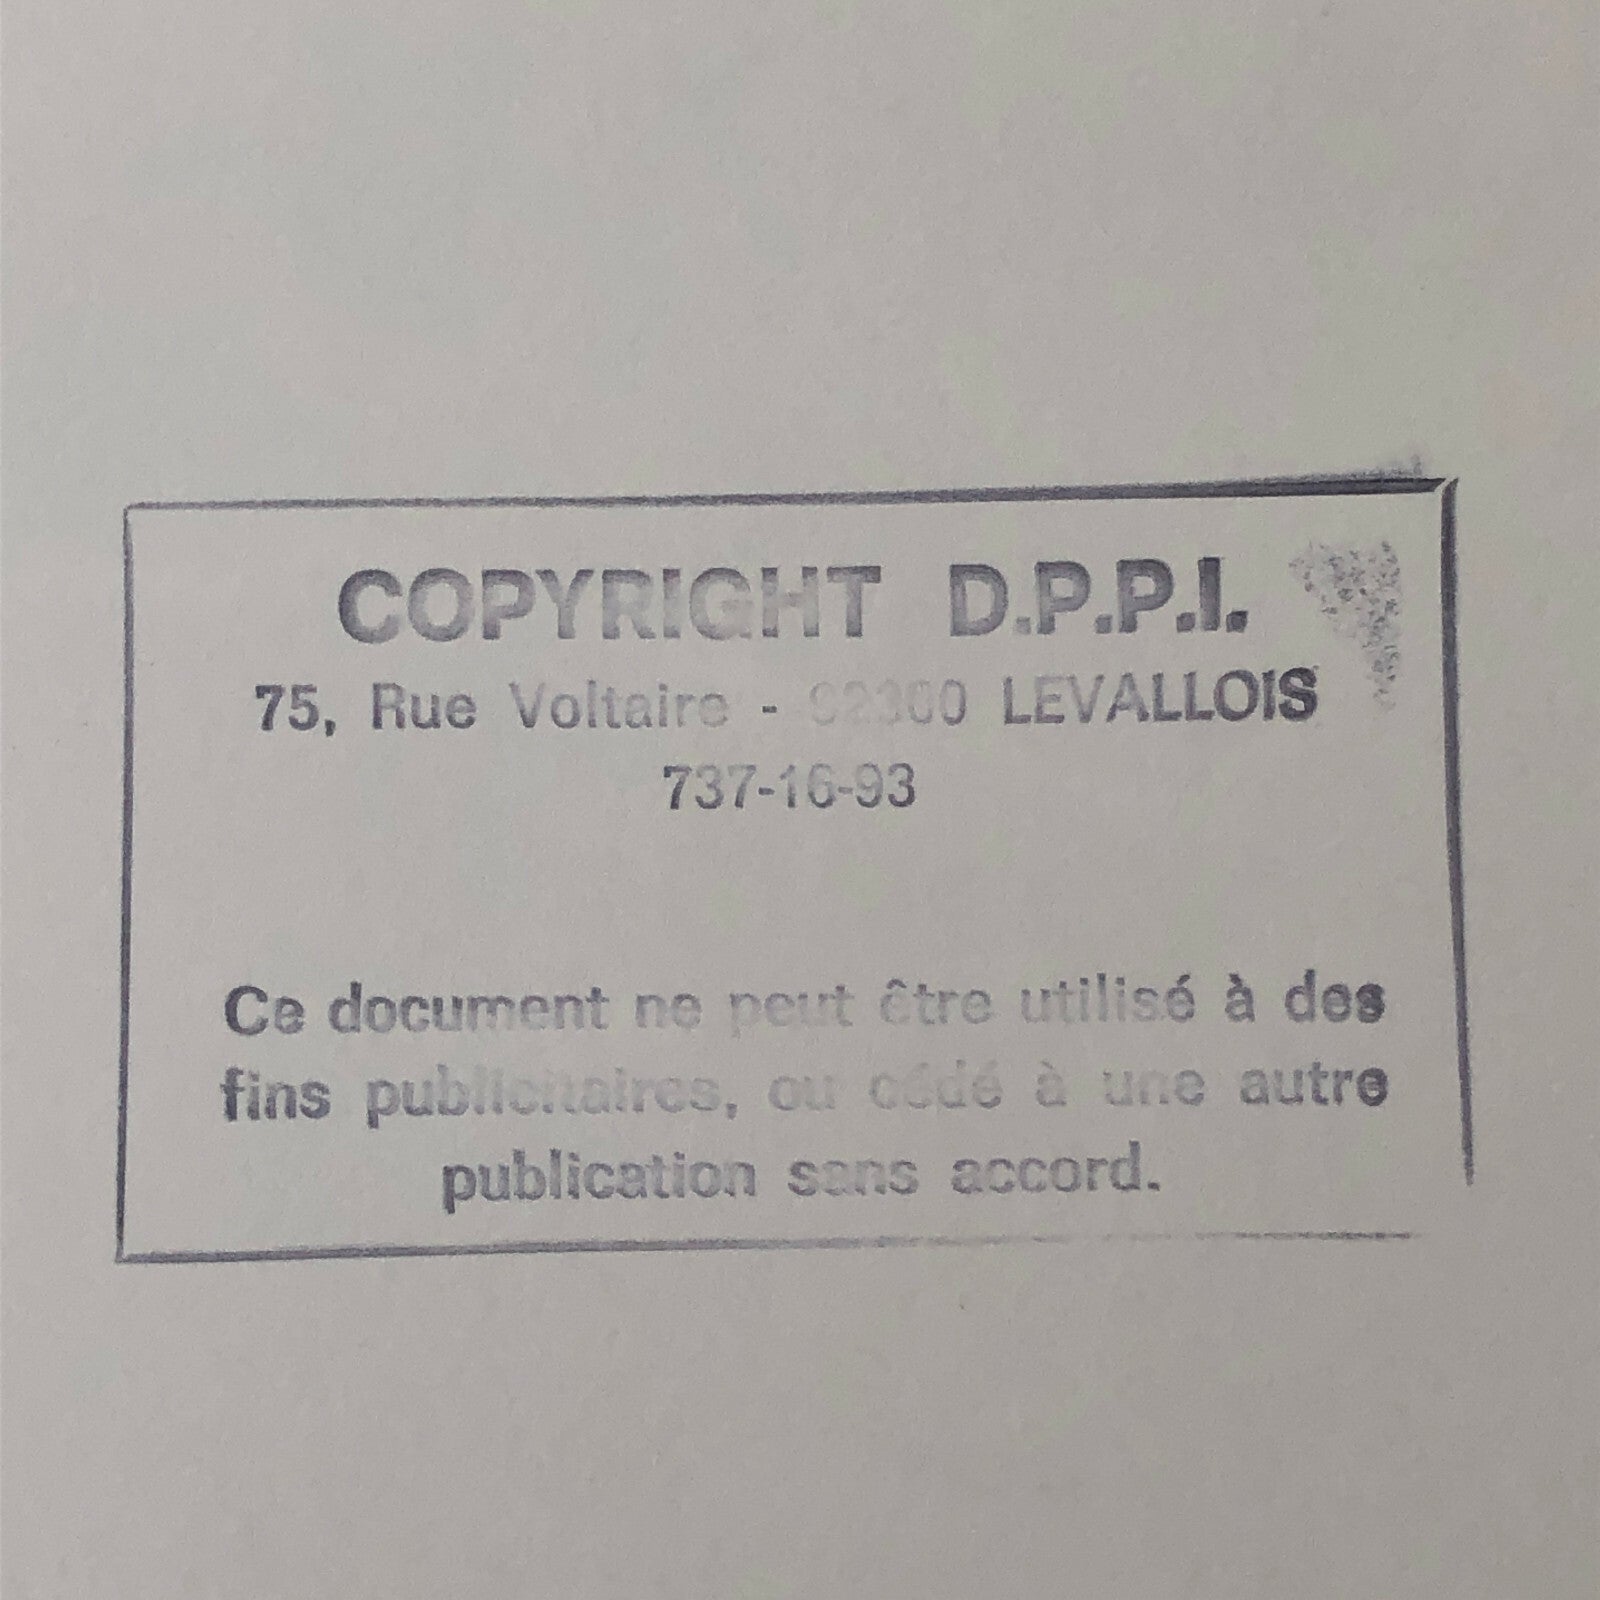 COPYRIGHT D.P.P.I.
75, Rue Voltaire - 92300 LEVALLOIS
737-16-93
Ce document ne peut être utilisé à des
fins publicitaires, ou cédé à une autre
publication sans accord.